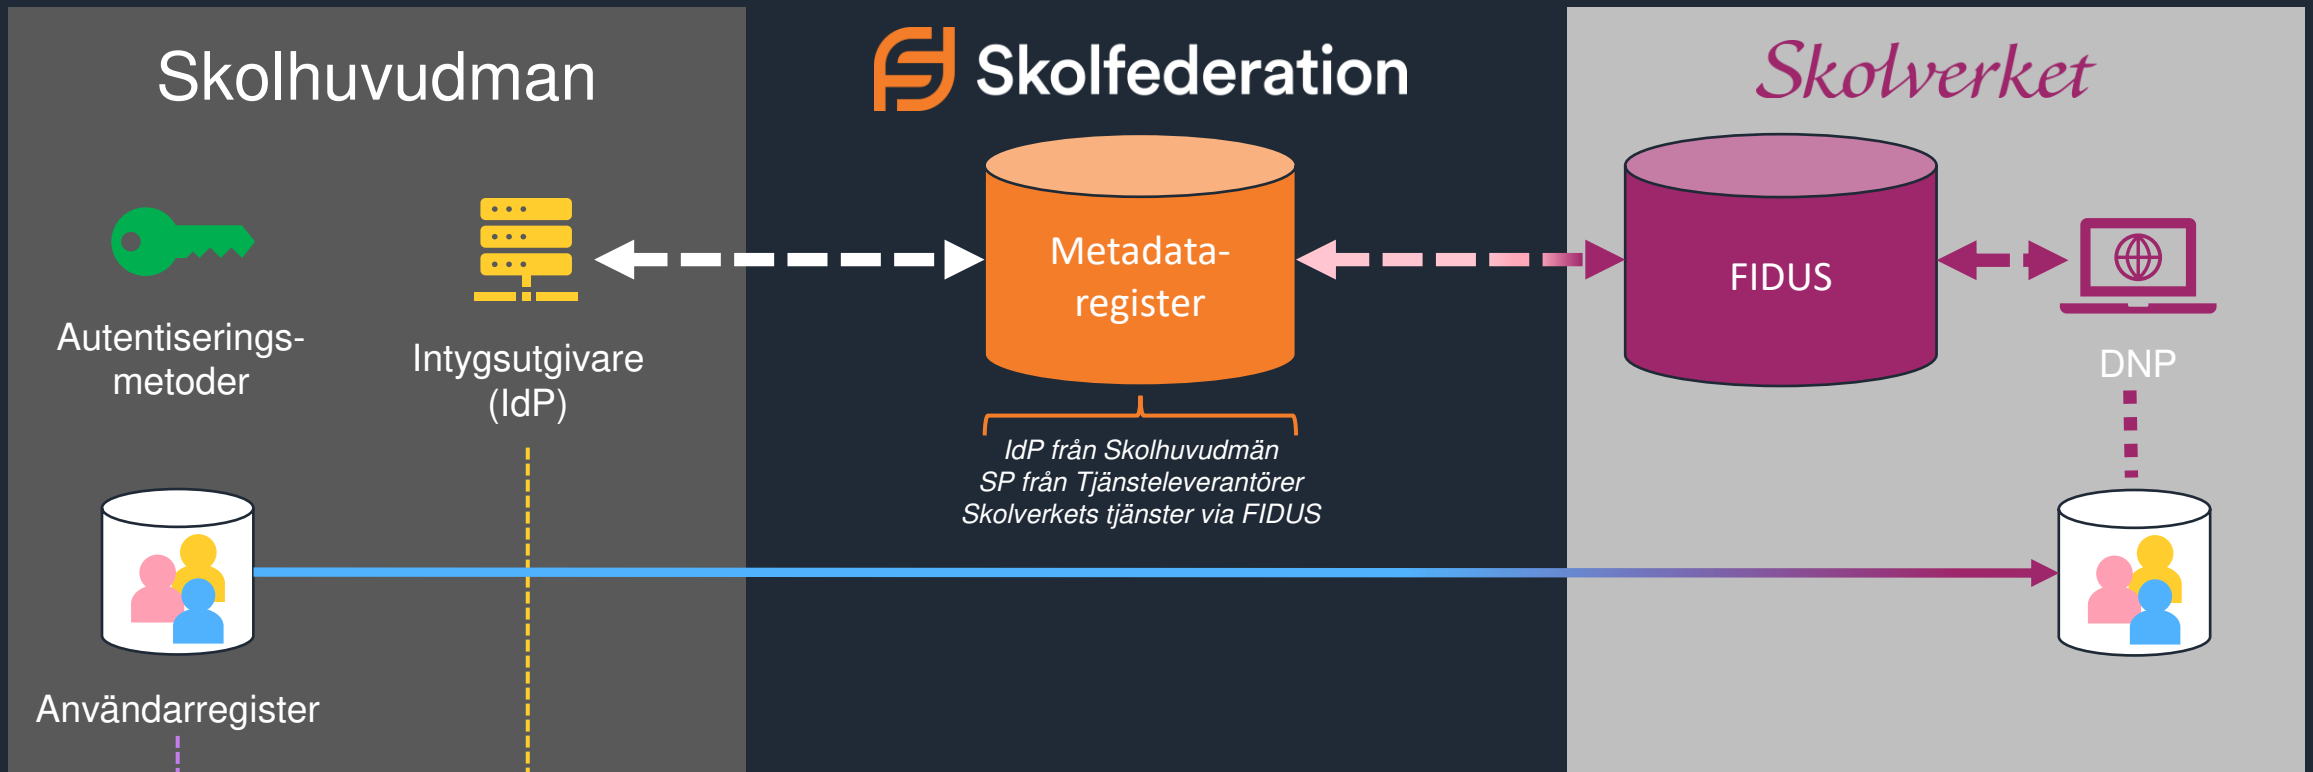 Skolhuvudman
Skolfederation
Skolverket
Metadata-
register
FIDUS
Autentiserings-
metoder
Intygsutgivare
(IdP)
DNP
IdP från Skolhuvudmän
SP från Tjänsteleverantörer
Skolverkets tjänster via FIDUS
Användarregister